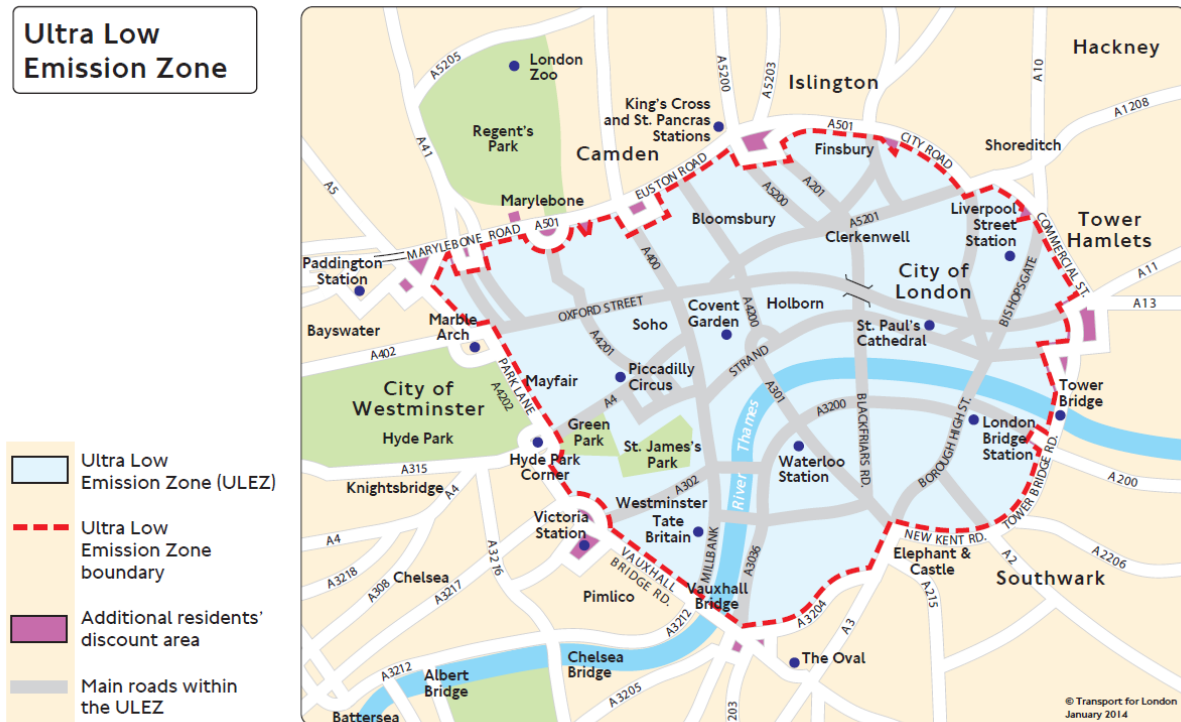 Ultra Low
Emission Zone
Ultra Low
Emission Zone (ULEZ)
Ultra Low
Emission Zone
boundary
Additional residents'
discount area
Main roads within
the ULEZ
A5205
London
Zoo
A5200
A5203
Islington
A10
Hackney
A41
Regent's
Park
King's Cross
and St. Pancras
Stations
A501
CITY ROAD
A1208
Camden
Finsbury
Shoreditch
A5
EUSTON ROAD
A5200
A201
Marylebone
A501
Bloomsbury
A5201
Liverpool
Street
Station
Tower
Hamlets
MARYLEBONE ROAD
Clerkenwell
COMMERCIAL ST.
Paddington
Station
A400
City of
London
BISHOPSGATE
A11
A13
OXFORD STREET
Covent
Garden
Holborn
Bayswater
Marble
Arch
Soho
A4200
St. Paul's
Cathedral
A402
A4201
STRAND
PARK LANE
A4202
Mayfair
Piccadilly
Circus
City of
Westminster
A4
A301
A3200
BLACKFRIARS RD.
BOROUGH HIGH ST.
Tower
Bridge
Hyde Park
Green
Park
St. James's
Park
River Thames
London
Bridge
Station
A315
Hyde Park
Corner
Waterloo
Station
TOWER BRIDGE RD.
A200
Knightsbridge
A4
A302
Westminster
Victoria
Station
Tate
Britain
MILLBANK
A3036
NEW KENT RD.
A4
A3218
A308
Chelsea
A3217
A3216
VAUXHALL
BRIDGE RD.
Elephant &
Castle
A2
A2206
Southwark
Pimlico
Vauxhall
Bridge
A3204
A215
A3212
A3
A3212
Chelsea
Bridge
The Oval
Albert
Bridge
A3205
203
Battersea
© Transport for London
January 2014